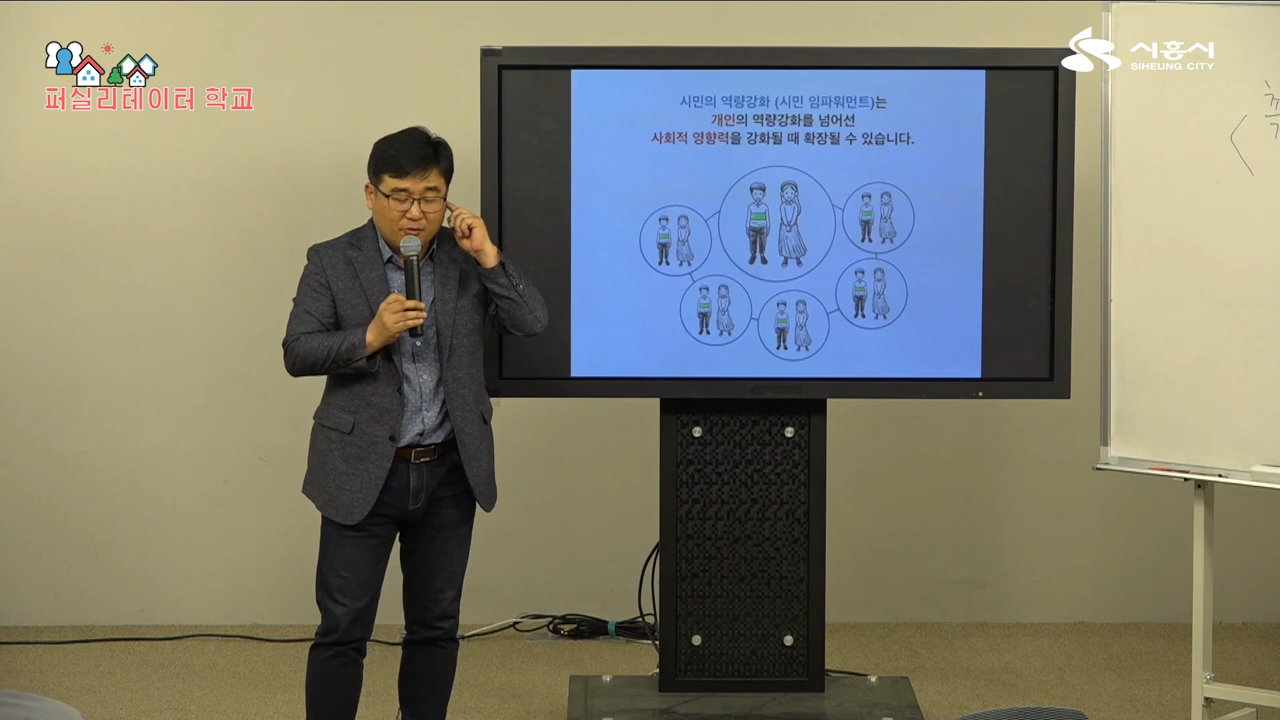 퍼실리테이터 학교
시흥시
SIHEUNG CITY
시민의 역량강화 (시민 임파워먼트)는
개인의 역량강화를 넘어선
사회적 영향력을 강화될 때 확장될 수 있습니다.